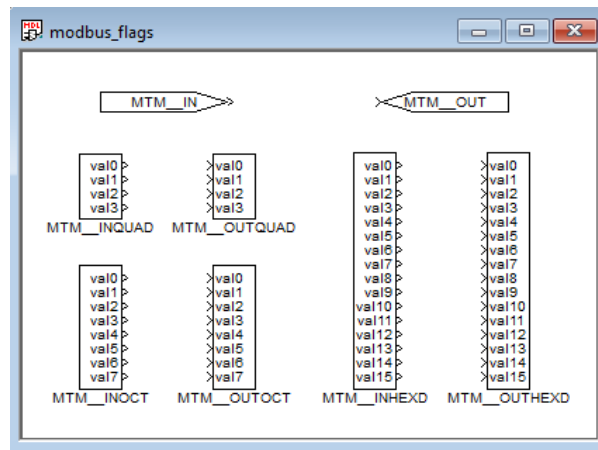 modbus_flags
MTM__IN
MTM__OUT
val0
val1
val2
val3
MTM__INQUAD
val0
val1
val2
val3
MTM__OUTQUAD
val0
val1
val2
val3
val4
val5
val6
val7
MTM__INOCT
val0
val1
val2
val3
val4
val5
val6
val7
MTM__OUTOCT
val0
val1
val2
val3
val4
val5
val6
val7
val8
val9
val10
val11
val12
val13
val14
val15
MTM__INHEXD
val0
val1
val2
val3
val4
val5
val6
val7
val8
val9
val10
val11
val12
val13
val14
val15
MTM__OUTHEXD